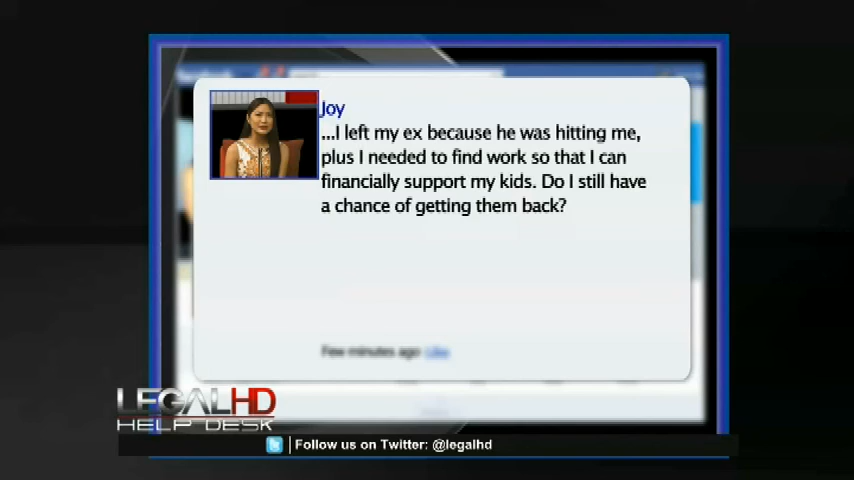 Joy
...I left my ex because he was hitting me,
plus I needed to find work so that I can
financially support my kids. Do I still have
a chance of getting them back?
Few minutes ago Like
LEGALHD
HELP DESK
Follow us on Twitter: @legalhd